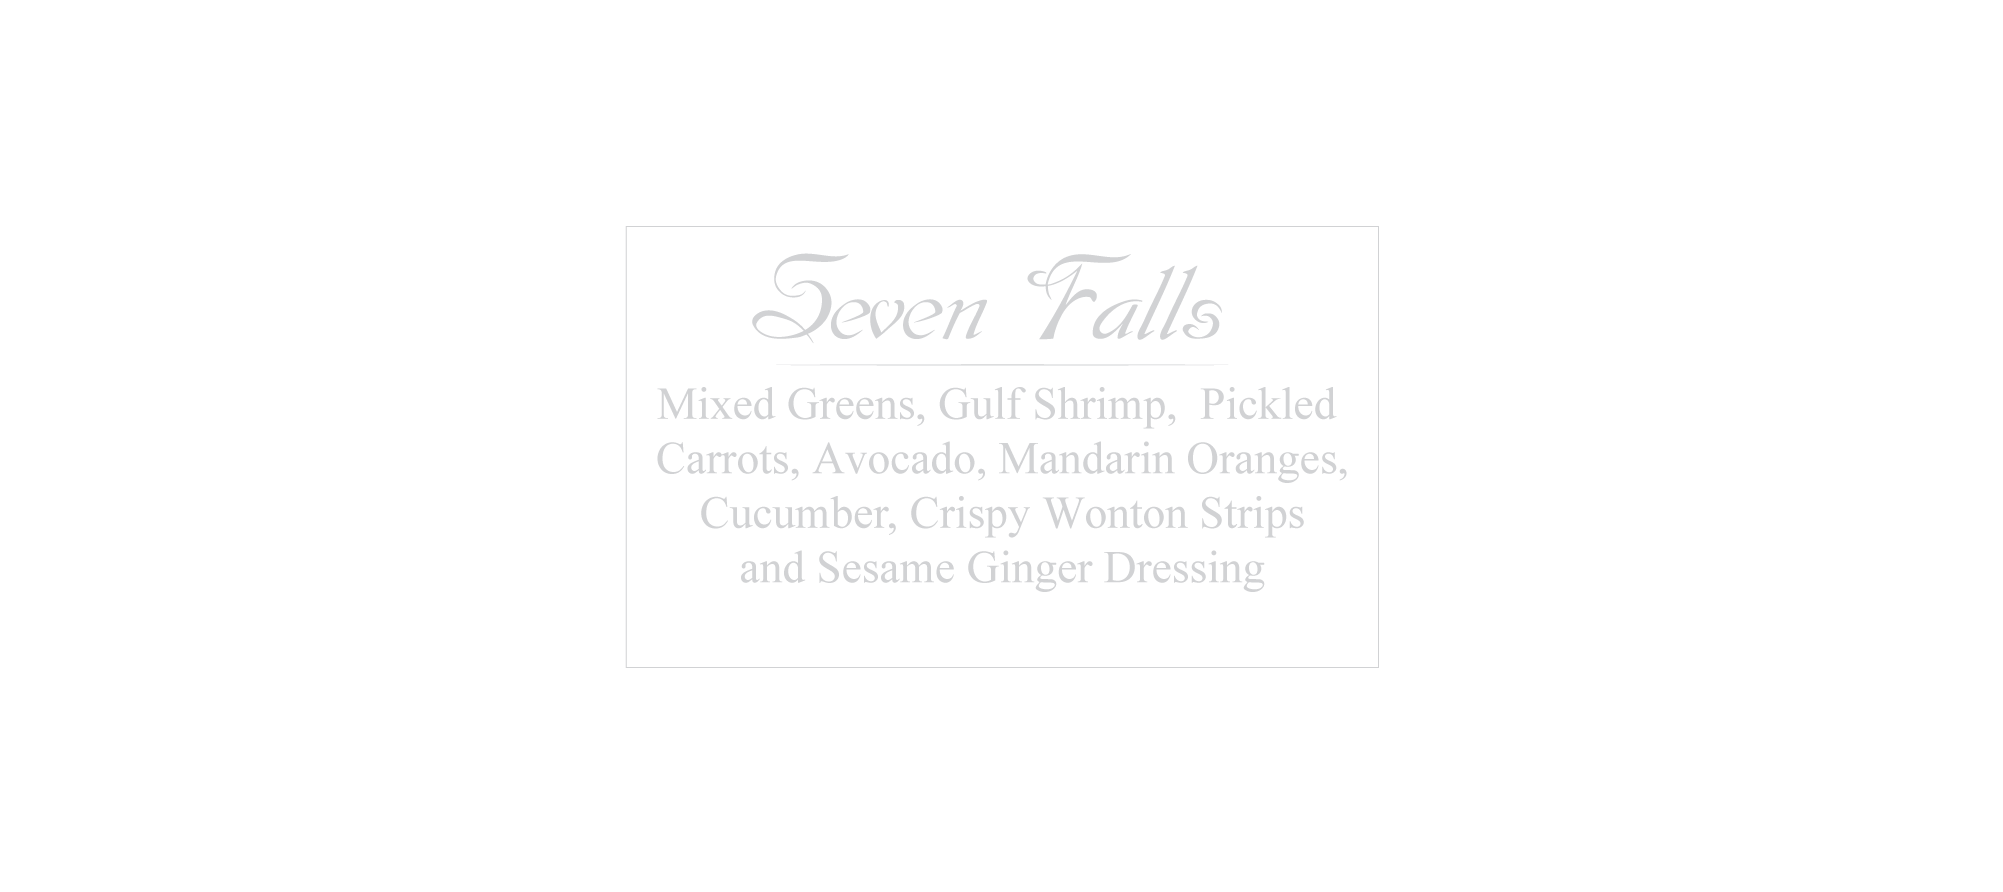 Seven Falls
Mixed Greens, Gulf Shrimp,  Pickled
Carrots, Avocado, Mandarin Oranges,
Cucumber, Crispy Wonton Strips
and Sesame Ginger Dressing